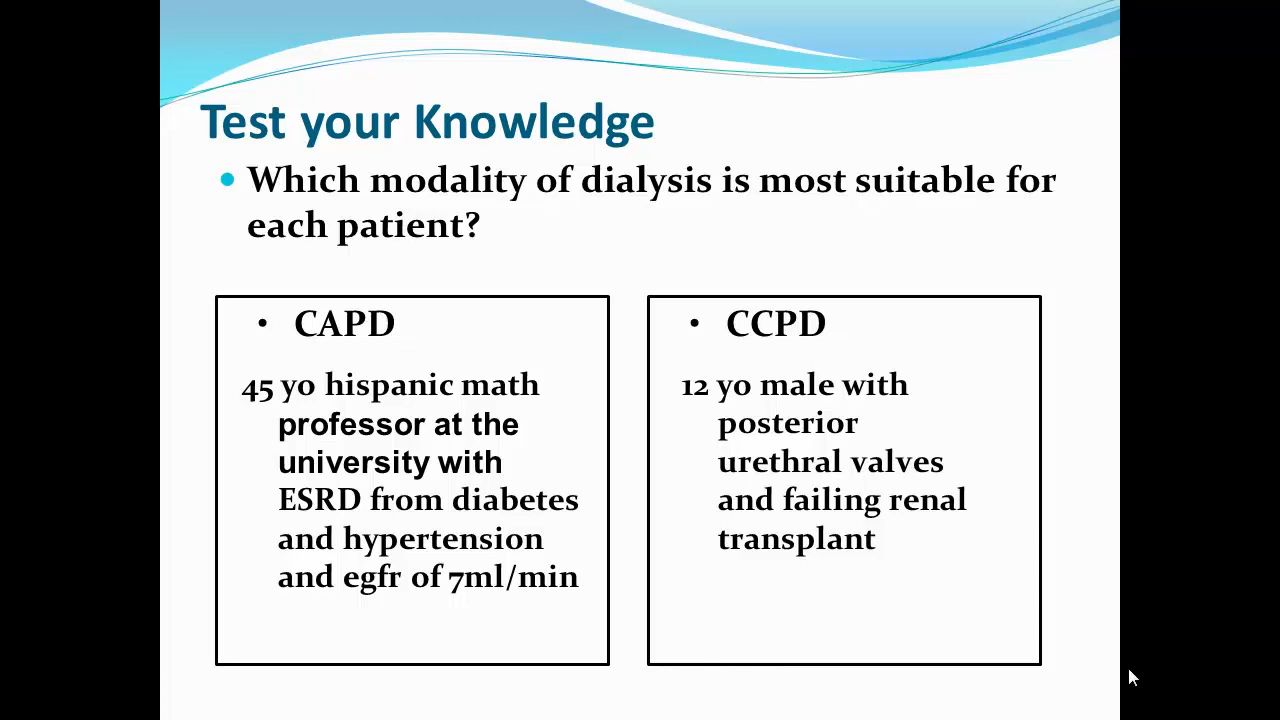 Test your Knowledge
• Which modality of dialysis is most suitable for
each patient?
• CAPD
45 yo hispanic math
professor at the
university with
ESRD from diabetes
and hypertension
and egfr of 7ml/min
• CCPD
12 yo male with
posterior
urethral valves
and failing renal
transplant